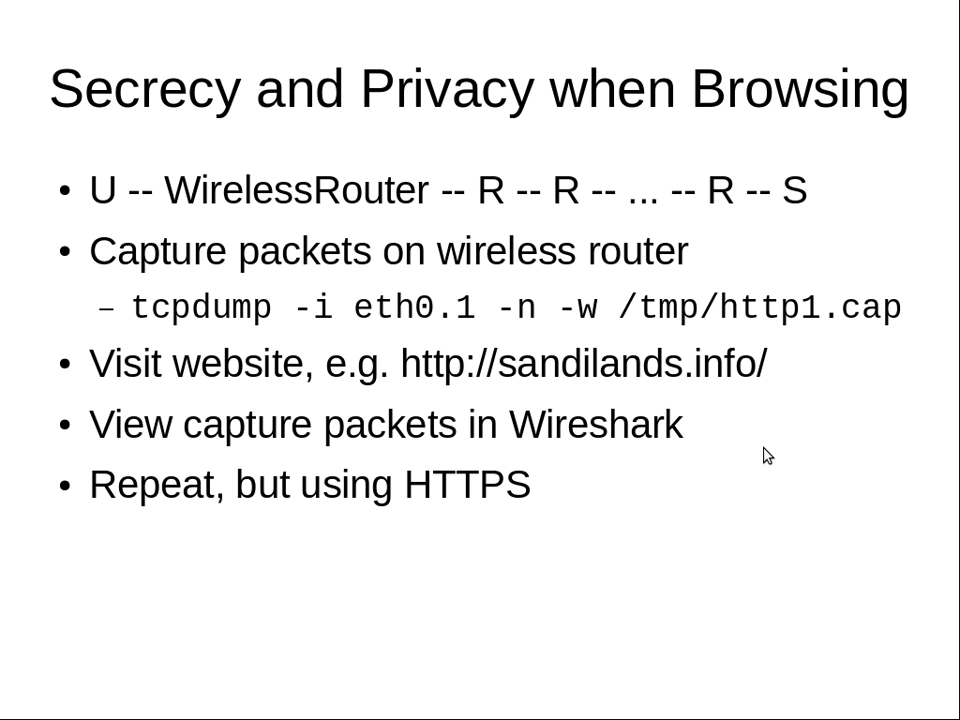 Secrecy and Privacy when Browsing
• U -- WirelessRouter -- R -- R -- ... -- R -- S
• Capture packets on wireless router
– tcpdump -i eth0.1 -n -w /tmp/http1.cap
• Visit website, e.g. http://sandilands.info/
• View capture packets in Wireshark
• Repeat, but using HTTPS